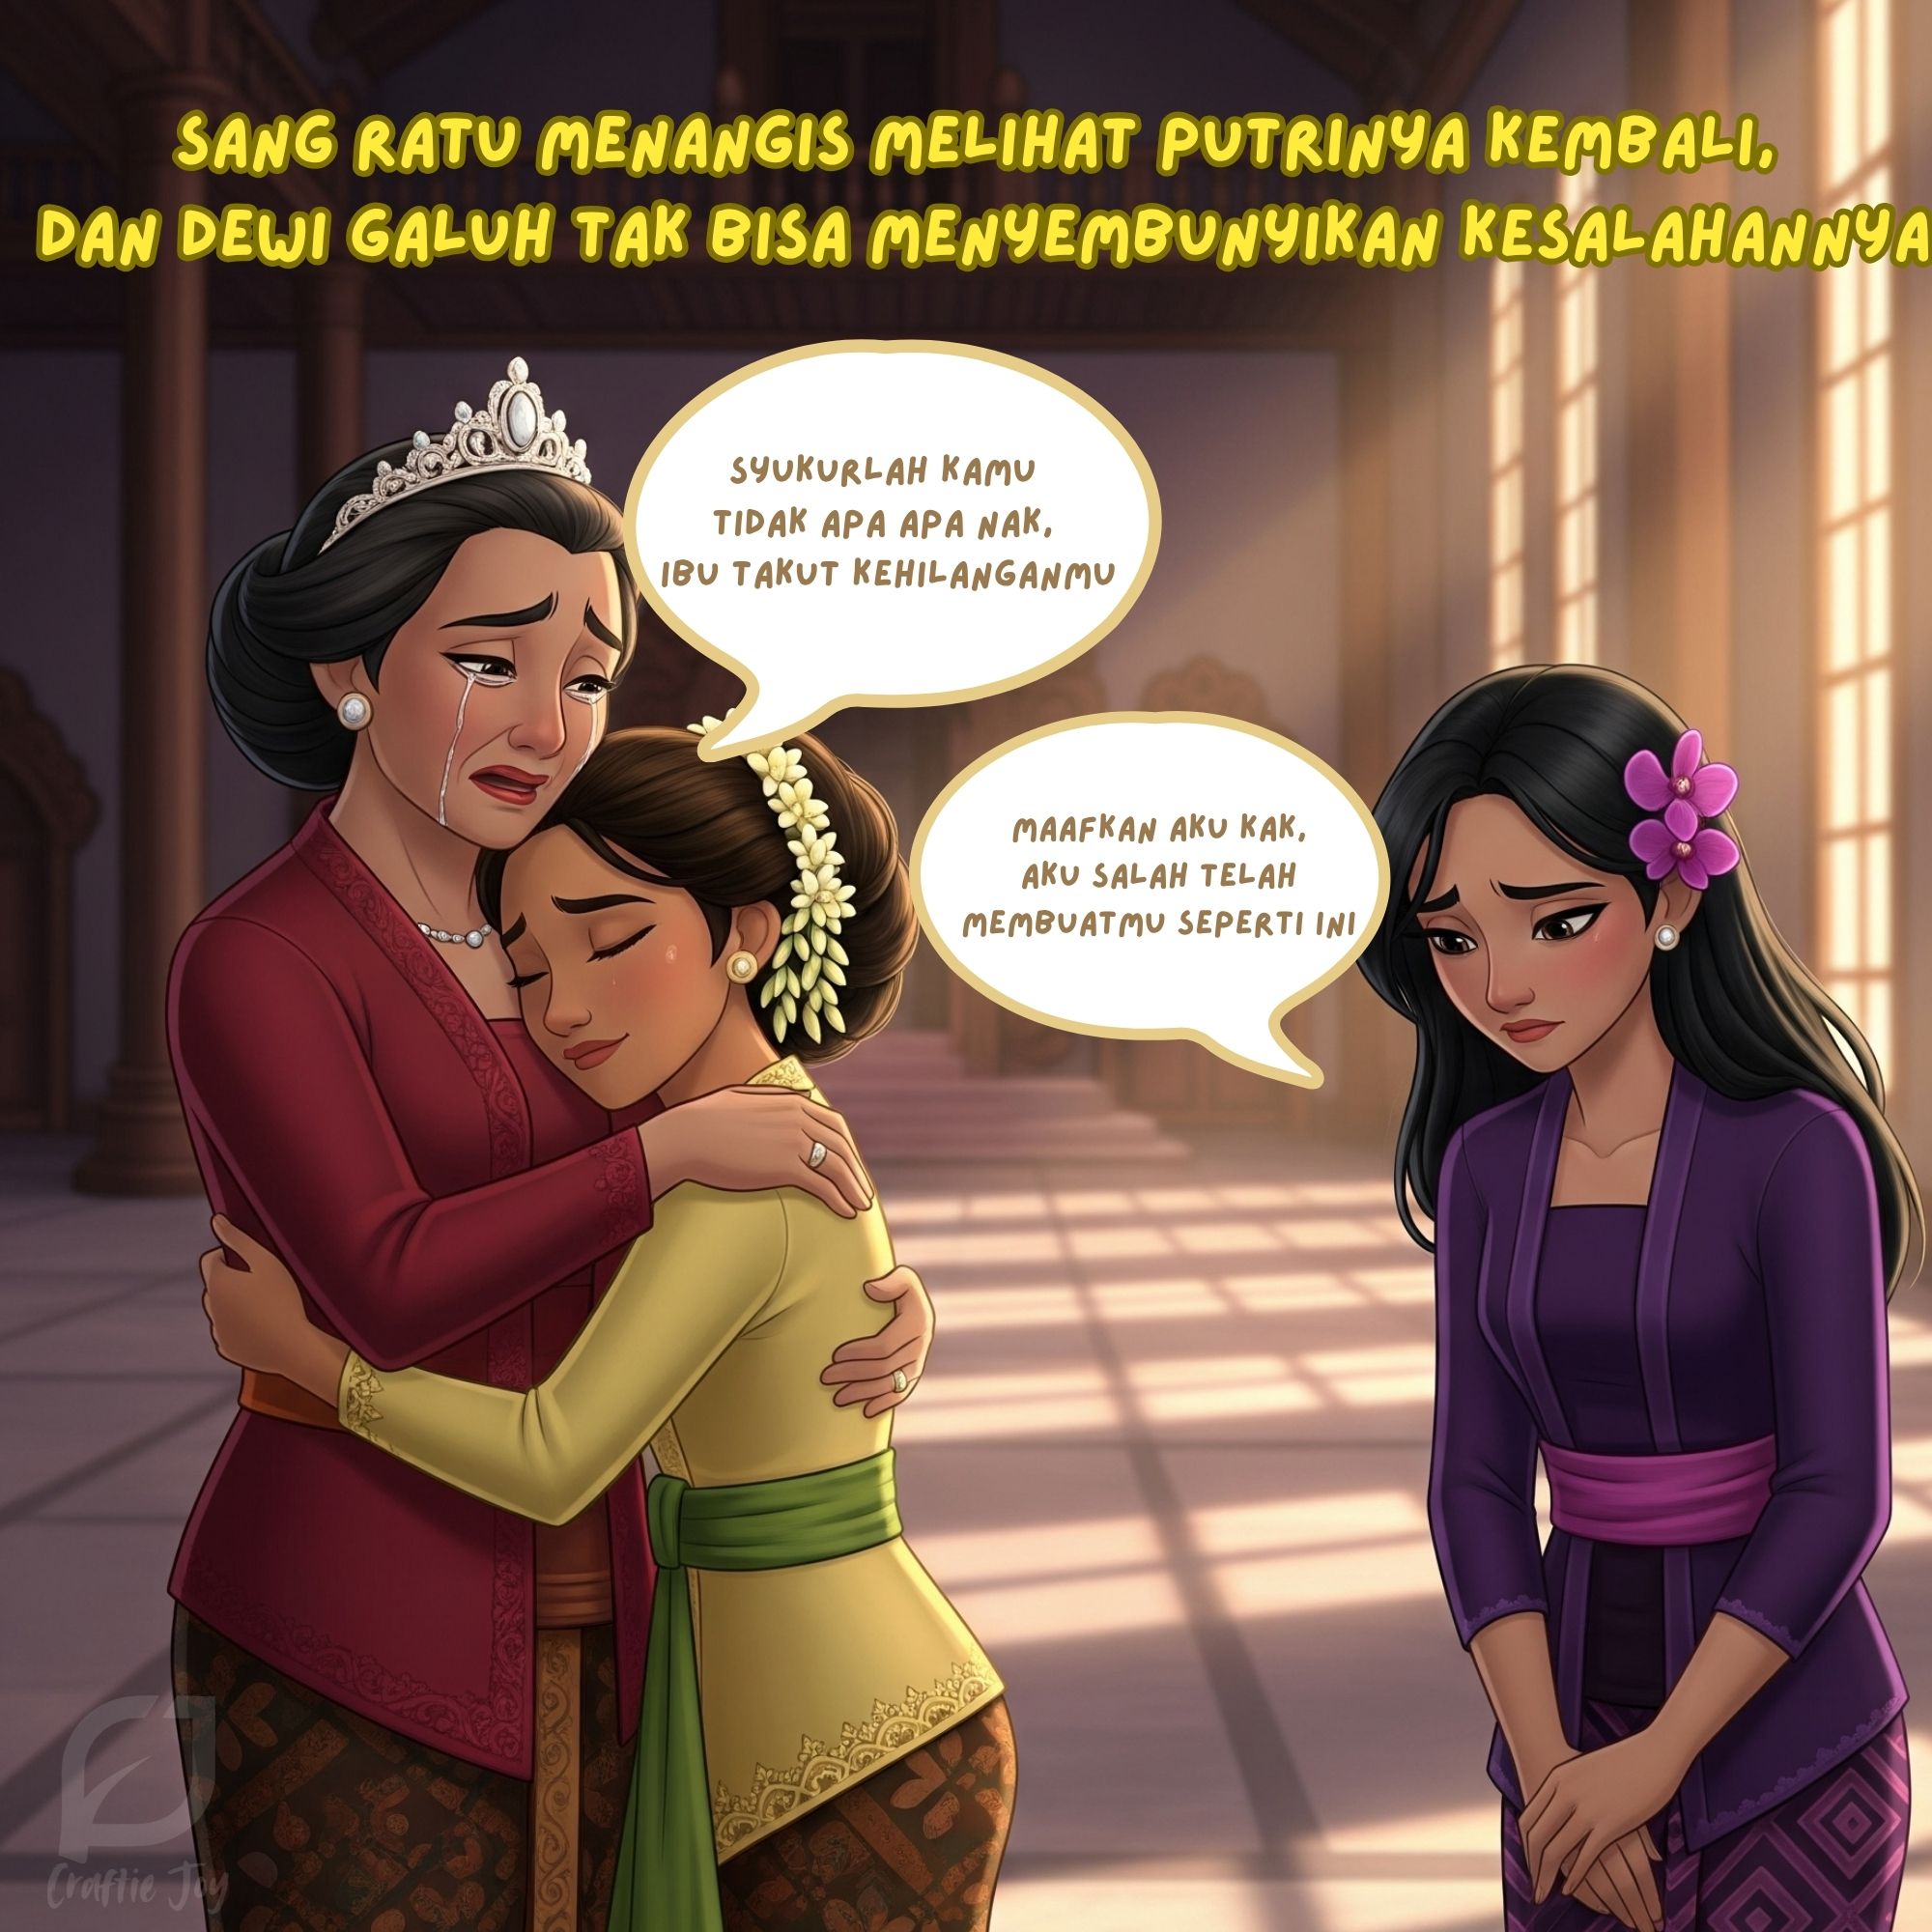 SANG RATU MENANGIS MELIHAT PUTRINYA KEMBALI,
DAN DEWI GALUH TAK BISA MENYEMBUNYIKAN KESALAHANNYA
SYUKURLAH KAMU
TIDAK APA APA NAK,
IBU TAKUT KEHILANGANMU
MAAFKAN AKU KAK,
AKU SALAH TELAH
MEMBUATMU SEPERTI INI
Craftie Joy